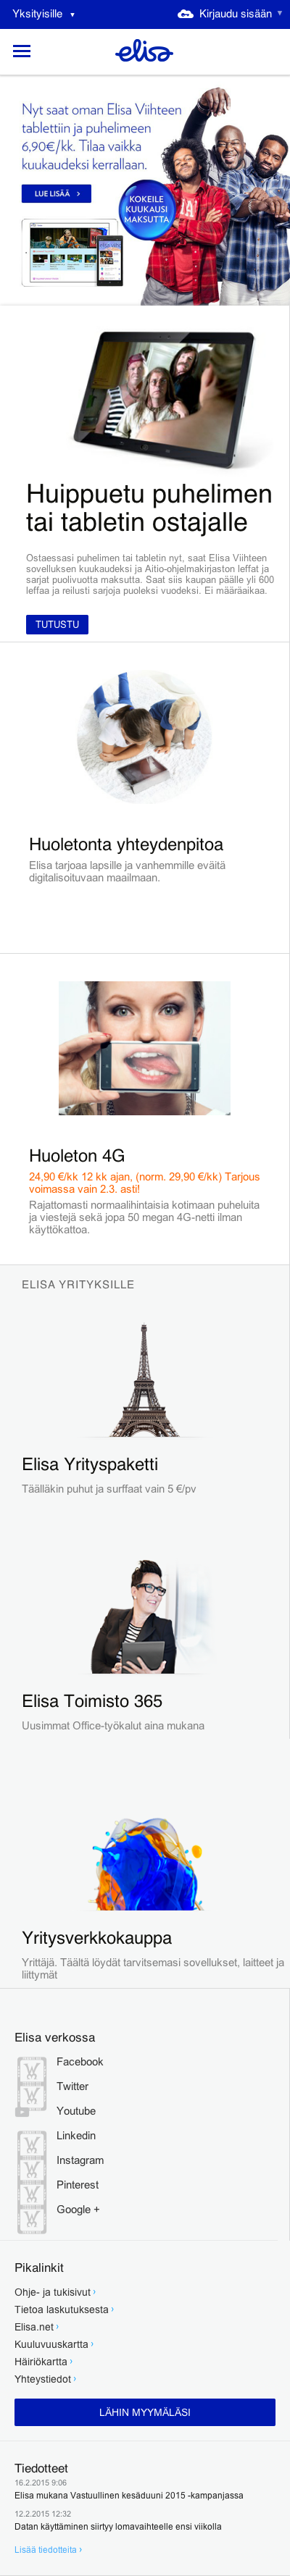 Yksityisille ▼
Kirjaudu sisään ▼
elisa
Nyt saat oman Elisa Viihteen
tablettiin ja puhelimeen
6,90€/kk. Tilaa vaikka
kuukaudeksi kerrallaan.
LUE LISÄÄ >
KOKEILE
KUUKAUSI
MAKSUTTA
Huippuetu puhelimen
tai tabletin ostajalle
Ostaessasi puhelimen tai tabletin nyt, saat Elisa Viihteen
sovelluksen kuukaudeksi ja Aitio-ohjelmakirjaston leffat ja
sarjat puolivuotta maksutta. Saat siis kaupan päälle yli 600
leffaa ja reilusti sarjoja puoleksi vuodeksi. Ei määräaikaa.
TUTUSTU
Huoletonta yhteydenpitoa
Elisa tarjoaa lapsille ja vanhemmille eväitä
digitalisoituvaan maailmaan.
Huoleton 4G
24,90 €/kk 12 kk ajan, (norm. 29,90 €/kk) Tarjous
voimassa vain 2.3. asti!
Rajattomasti normaalihintaisia kotimaan puheluita
ja viestejä sekä jopa 50 megan 4G-netti ilman
käyttökattoa.
ELISA YRITYKSILLE
Elisa Yrityspaketti
Täälläkin puhut ja surffaat vain 5 €/pv
Elisa Toimisto 365
Uusimmat Office-työkalut aina mukana
Yritysverkkokauppa
Yrittäjä. Täältä löydät tarvitsemasi sovellukset, laitteet ja
liittymät
Elisa verkossa
Facebook
Twitter
Youtube
Linkedin
Instagram
Pinterest
Google +
Pikalinkit
Ohje- ja tukisivut ›
Tietoa laskutuksesta ›
Elisa.net ›
Kuuluvuuskartta ›
Häiriökartta ›
Yhteystiedot ›
LÄHIN MYYMÄLÄSI
Tiedotteet
16.2.2015 9:06
Elisa mukana Vastuullinen kesäduuni 2015 -kampanjassa
12.2.2015 12:32
Datan käyttäminen siirtyy lomavaihteelle ensi viikolla
Lisää tiedotteita ›